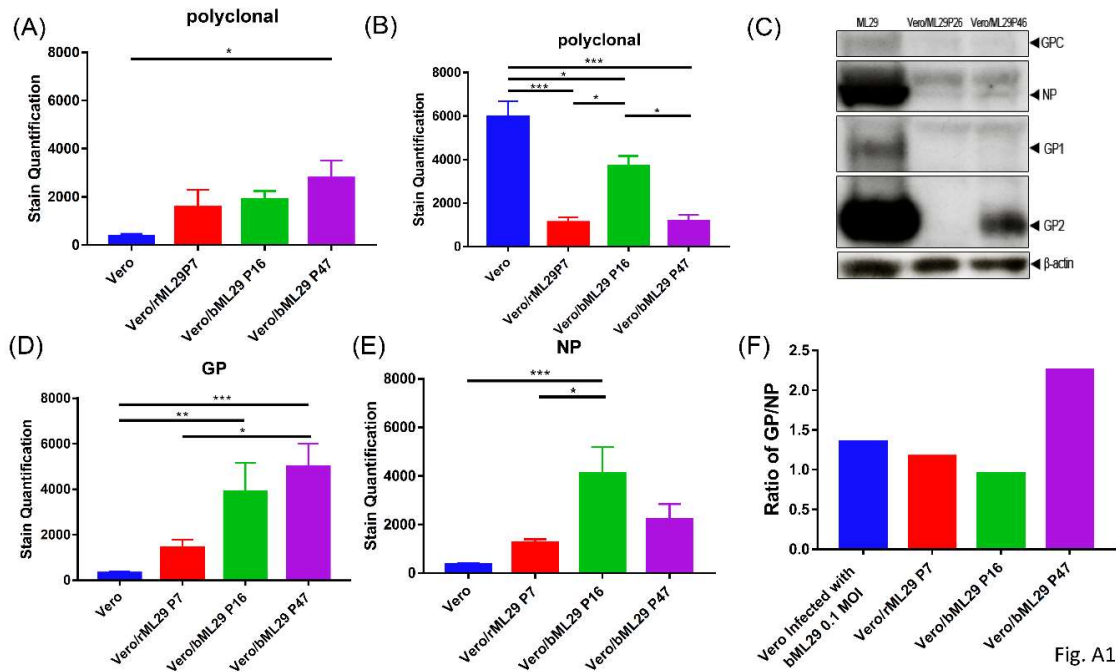 (A)
polyclonal
*
Stain Quantification
8000
6000
4000
2000
0
Vero
Vero/rML29P7
Vero/bML29 P16
Vero/bML29 P47
(B)
polyclonal
***
*
***
*
*
Stain Quantification
8000
6000
4000
2000
0
Vero
Vero/rML29P7
Vero/bML29 P16
Vero/bML29 P47
(C)
ML29 Vero/ML29P26 Vero/ML29P46
GPC
NP
GP1
GP2
β-actin
(D)
GP
***
**
*
Stain Quantification
8000
6000
4000
2000
0
Vero
Vero/rML29 P7
Vero/bML29 P16
Vero/bML29 P47
(E)
NP
***
*
Stain Quantification
8000
6000
4000
2000
0
Vero
Vero/rML29 P7
Vero/bML29 P16
Vero/bML29 P47
(F)
Ratio of GP/NP
2.5
2.0
1.5
1.0
0.5
0.0
Vero Infected with
bML29 0.1 MOI
Vero/rML29 P7
Vero/bML29 P16
Vero/bML29 P47
Fig. A1